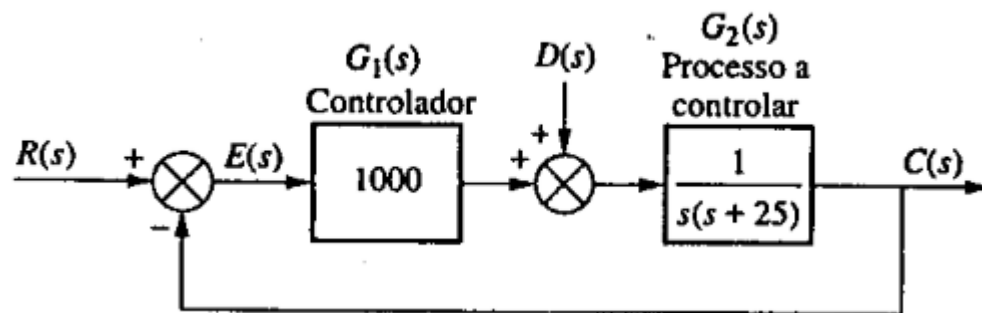 G₁(s)
Controlador
D(s)
G₂(s)
Processo a
controlar
R(s)
+
−
E(s)
1000
+
+
1
s(s + 25)
C(s)